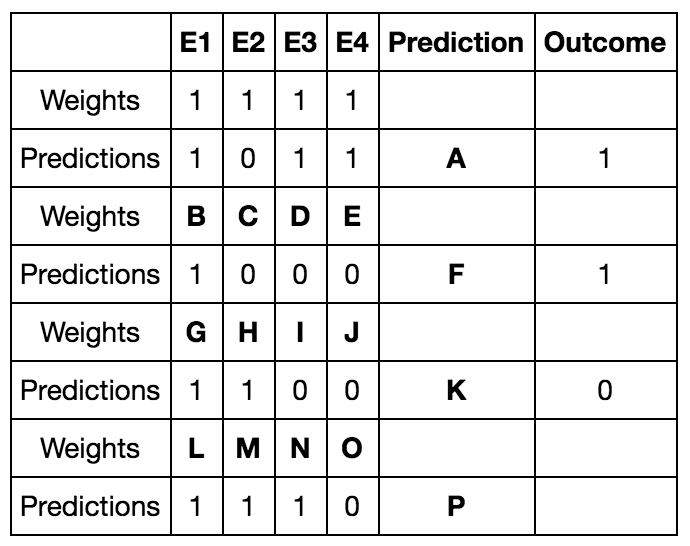 E1 E2 E3 E4 Prediction Outcome
Weights 1 1 1 1
Predictions 1 0 1 1 A 1
Weights B C D E
Predictions 1 0 0 0 F 1
Weights G H I J
Predictions 1 1 0 0 K 0
Weights L M N O
Predictions 1 1 1 0 P